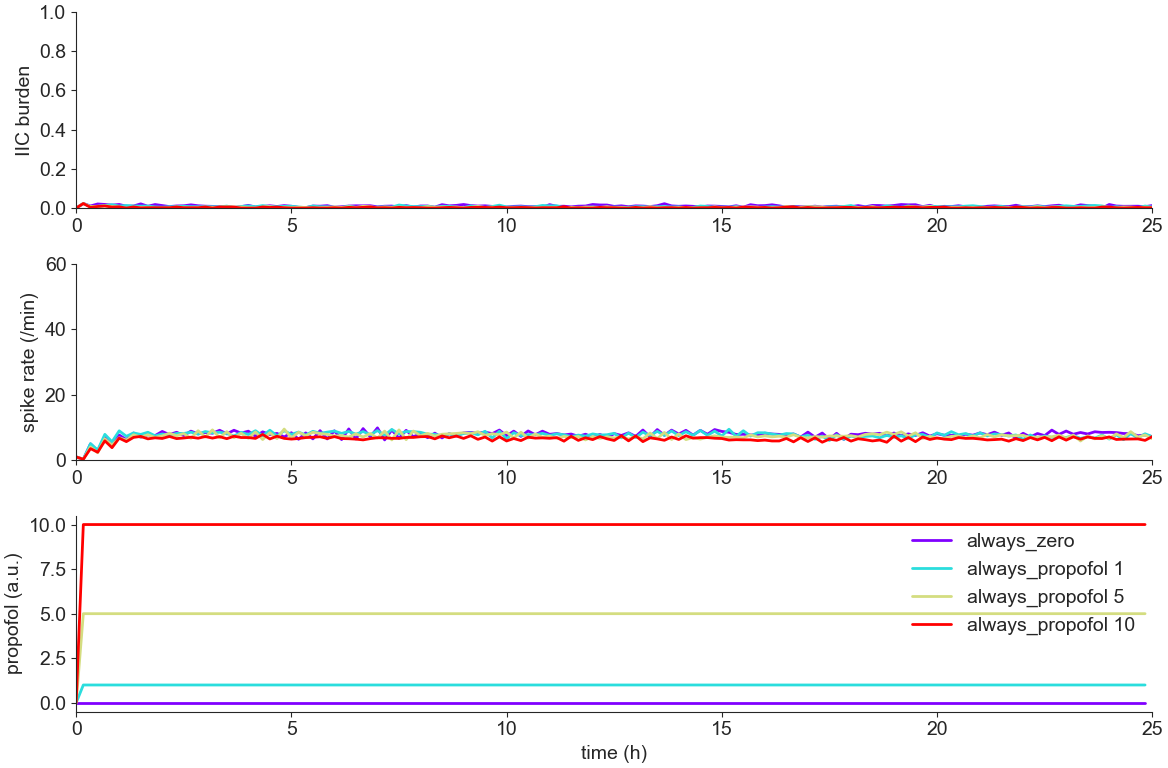 1.0
0.8
0.6
0.4
0.2
0.0
IIC burden
0 5 10 15 20 25
60
40
20
0
spike rate (/min)
0 5 10 15 20 25
10.0
7.5
5.0
2.5
0.0
propofol (a.u.)
always_zero
always_propofol 1
always_propofol 5
always_propofol 10
0 5 10 15 20 25
time (h)